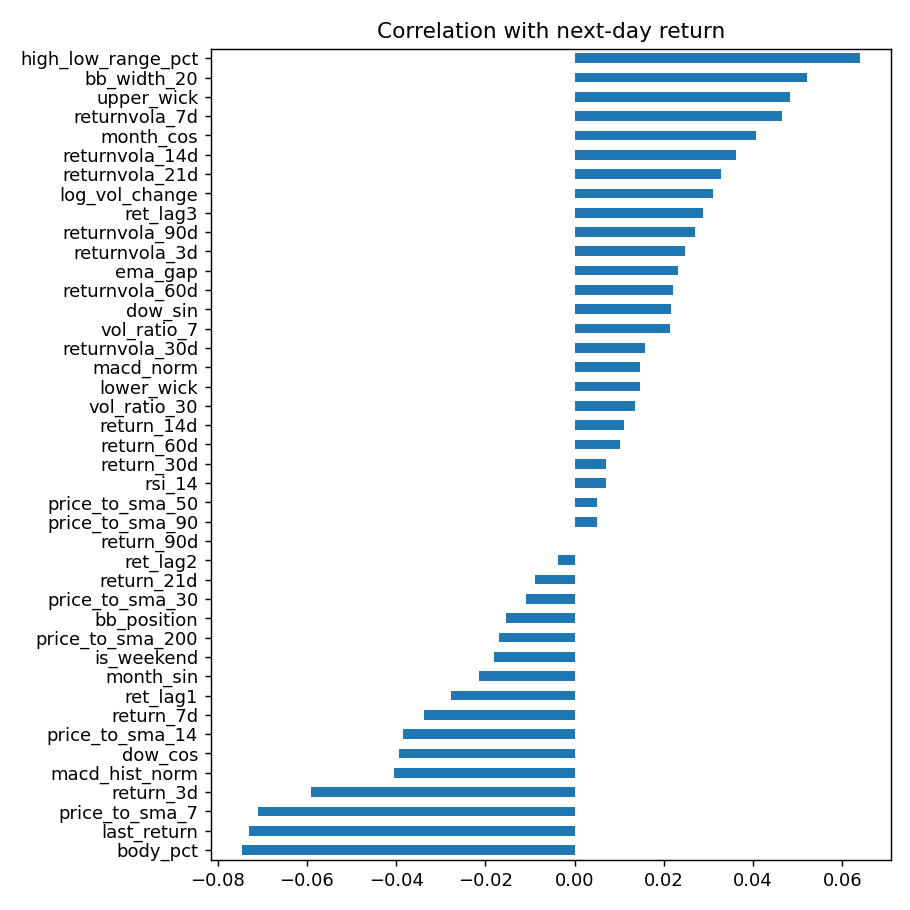 Correlation with next-day return
high_low_range_pct
bb_width_20
upper_wick
returnvola_7d
month_cos
returnvola_14d
returnvola_21d
log_vol_change
ret_lag3
returnvola_90d
returnvola_3d
ema_gap
returnvola_60d
dow_sin
vol_ratio_7
returnvola_30d
macd_norm
lower_wick
vol_ratio_30
return_14d
return_60d
return_30d
rsi_14
price_to_sma_50
price_to_sma_90
return_90d
ret_lag2
return_21d
price_to_sma_30
bb_position
price_to_sma_200
is_weekend
month_sin
ret_lag1
return_7d
price_to_sma_14
dow_cos
macd_hist_norm
return_3d
price_to_sma_7
last_return
body_pct
−0.08 −0.06 −0.04 −0.02 0.00 0.02 0.04 0.06